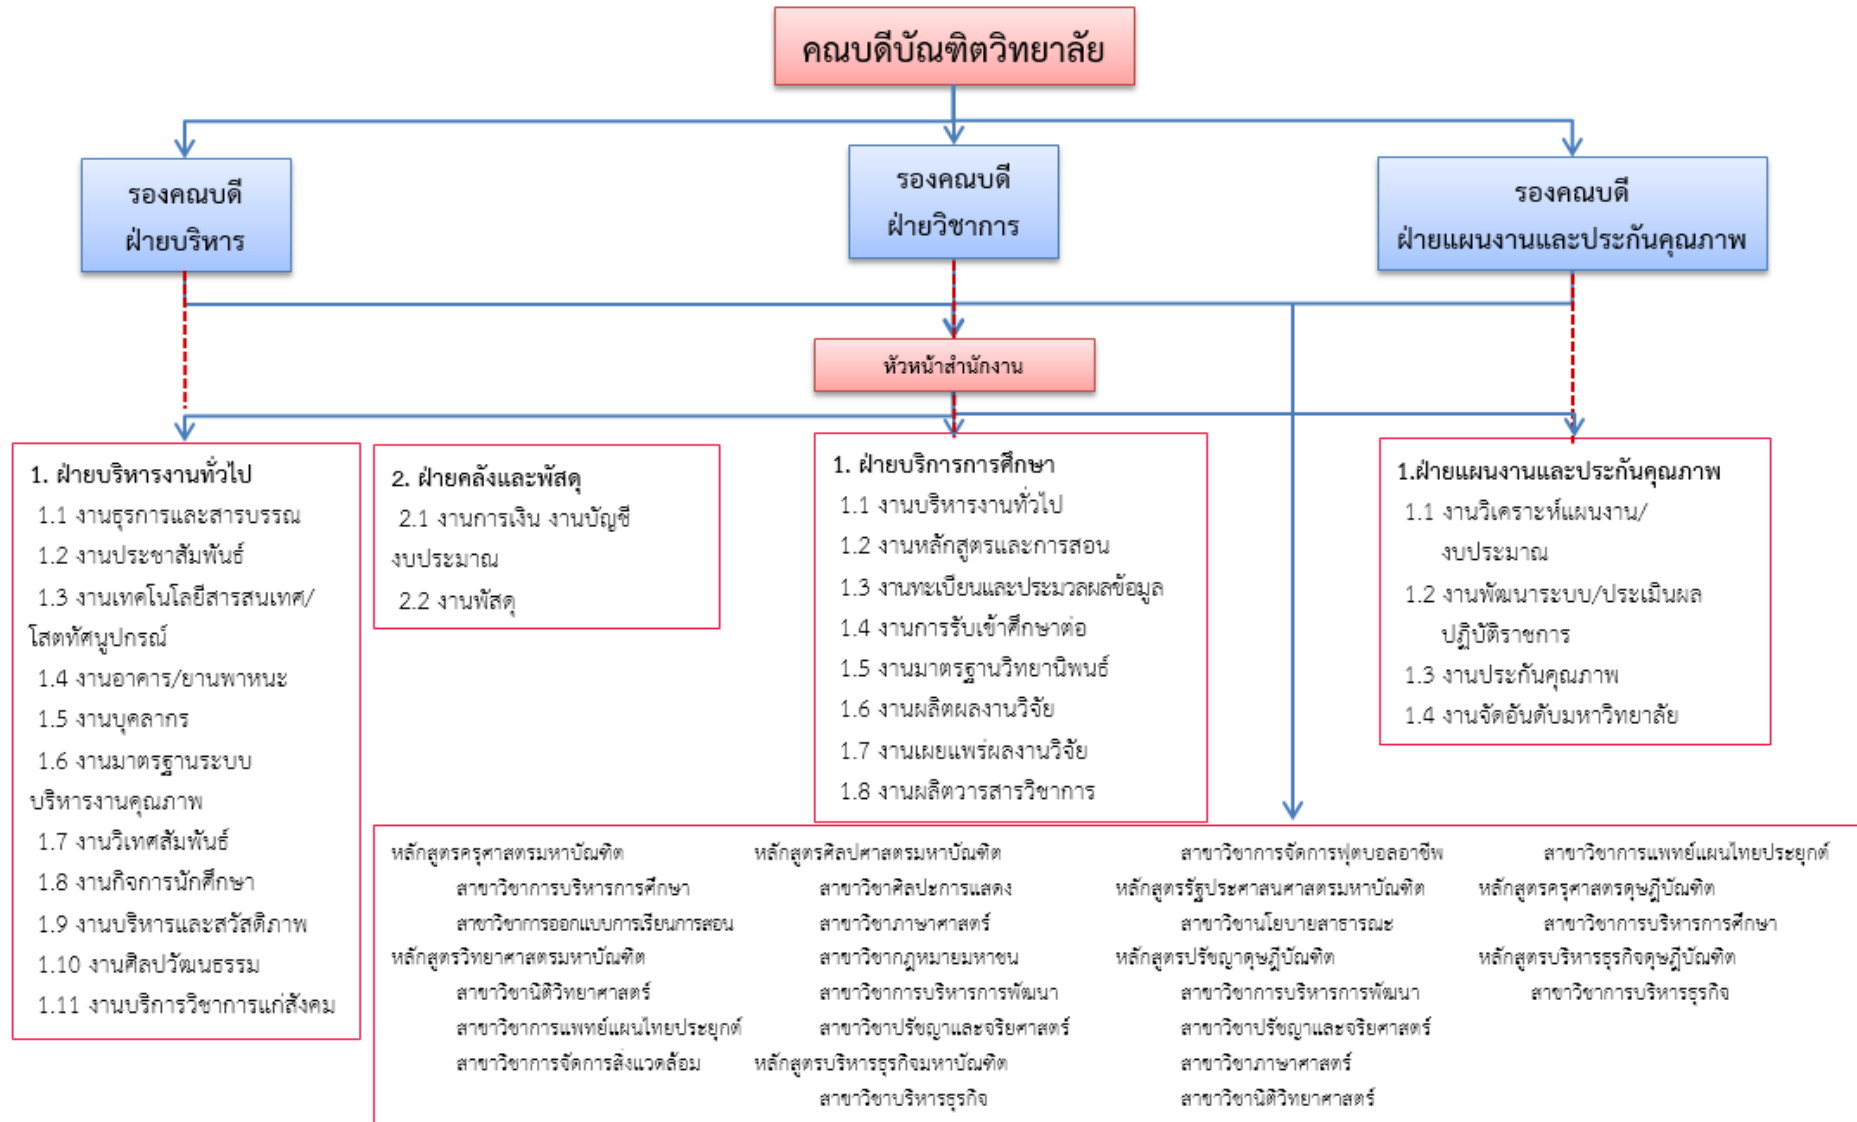 คณบดีบัณฑิตวิทยาลัย
รองคณบดี
ฝ่ายบริหาร
รองคณบดี
ฝ่ายวิชาการ
รองคณบดี
ฝ่ายแผนงานและประกันคุณภาพ
หัวหน้าสำนักงาน
1. ฝ่ายบริหารงานทั่วไป
1.1 งานธุรการและสารบรรณ
1.2 งานประชาสัมพันธ์
1.3 งานเทคโนโลยีสารสนเทศ/
โสตทัศนูปกรณ์
1.4 งานอาคาร/ยานพาหนะ
1.5 งานบุคลากร
1.6 งานมาตรฐานระบบ
บริหารงานคุณภาพ
1.7 งานวิเทศสัมพันธ์
1.8 งานกิจการนักศึกษา
1.9 งานบริหารและสวัสดิภาพ
1.10 งานศิลปวัฒนธรรม
1.11 งานบริการวิชาการแก่สังคม
2. ฝ่ายคลังและพัสดุ
2.1 งานการเงิน งานบัญชี
งบประมาณ
2.2 งานพัสดุ
1. ฝ่ายบริการการศึกษา
1.1 งานบริหารงานทั่วไป
1.2 งานหลักสูตรและการสอน
1.3 งานทะเบียนและประมวลผลข้อมูล
1.4 งานการรับเข้าศึกษาต่อ
1.5 งานมาตรฐานวิทยานิพนธ์
1.6 งานผลิตผลงานวิจัย
1.7 งานเผยแพร่ผลงานวิจัย
1.8 งานผลิตวารสารวิชาการ
1.ฝ่ายแผนงานและประกันคุณภาพ
1.1 งานวิเคราะห์แผนงาน/
งบประมาณ
1.2 งานพัฒนาระบบ/ประเมินผล
ปฏิบัติราชการ
1.3 งานประกันคุณภาพ
1.4 งานจัดอันดับมหาวิทยาลัย
หลักสูตรครุศาสตรมหาบัณฑิต
สาขาวิชาการบริหารการศึกษา
สาขาวิชาการออกแบบการเรียนการสอน
หลักสูตรวิทยาศาสตรมหาบัณฑิต
สาขาวิชานิติวิทยาศาสตร์
สาขาวิชาการแพทย์แผนไทยประยุกต์
สาขาวิชาการจัดการสิ่งแวดล้อม
หลักสูตรศิลปศาสตรมหาบัณฑิต
สาขาวิชาศิลปะการแสดง
สาขาวิชาภาษาศาสตร์
สาขาวิชากฎหมายมหาชน
สาขาวิชาการบริหารการพัฒนา
สาขาวิชาปรัชญาและจริยศาสตร์
หลักสูตรบริหารธุรกิจมหาบัณฑิต
สาขาวิชาบริหารธุรกิจ
สาขาวิชาการจัดการฟุตบอลอาชีพ
หลักสูตรรัฐประศาสนศาสตรมหาบัณฑิต
สาขาวิชานโยบายสาธารณะ
หลักสูตรปรัชญาดุษฎีบัณฑิต
สาขาวิชาการบริหารการพัฒนา
สาขาวิชาปรัชญาและจริยศาสตร์
สาขาวิชาภาษาศาสตร์
สาขาวิชานิติวิทยาศาสตร์
สาขาวิชาการแพทย์แผนไทยประยุกต์
หลักสูตรครุศาสตรดุษฎีบัณฑิต
สาขาวิชาการบริหารการศึกษา
หลักสูตรบริหารธุรกิจดุษฎีบัณฑิต
สาขาวิชาการบริหารธุรกิจ